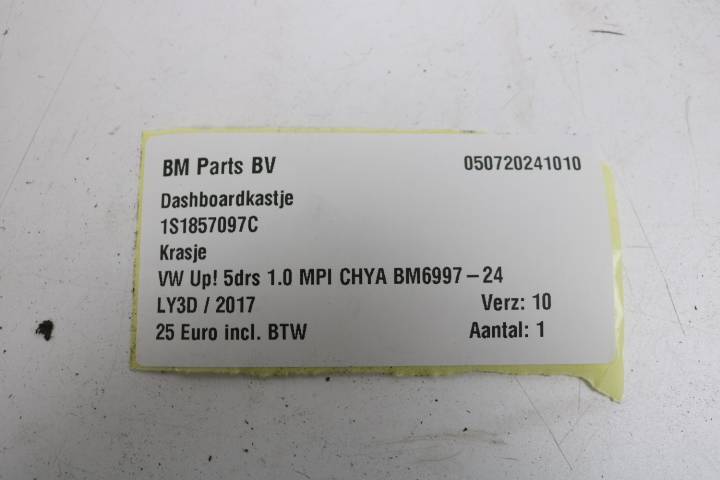 BM Parts BV 050720241010
Dashboardkastje
1S1857097C
Krasje
VW Up! 5drs 1.0 MPI CHYA BM6997-24
LY3D / 2017 Verz: 10
25 Euro incl. BTW Aantal: 1